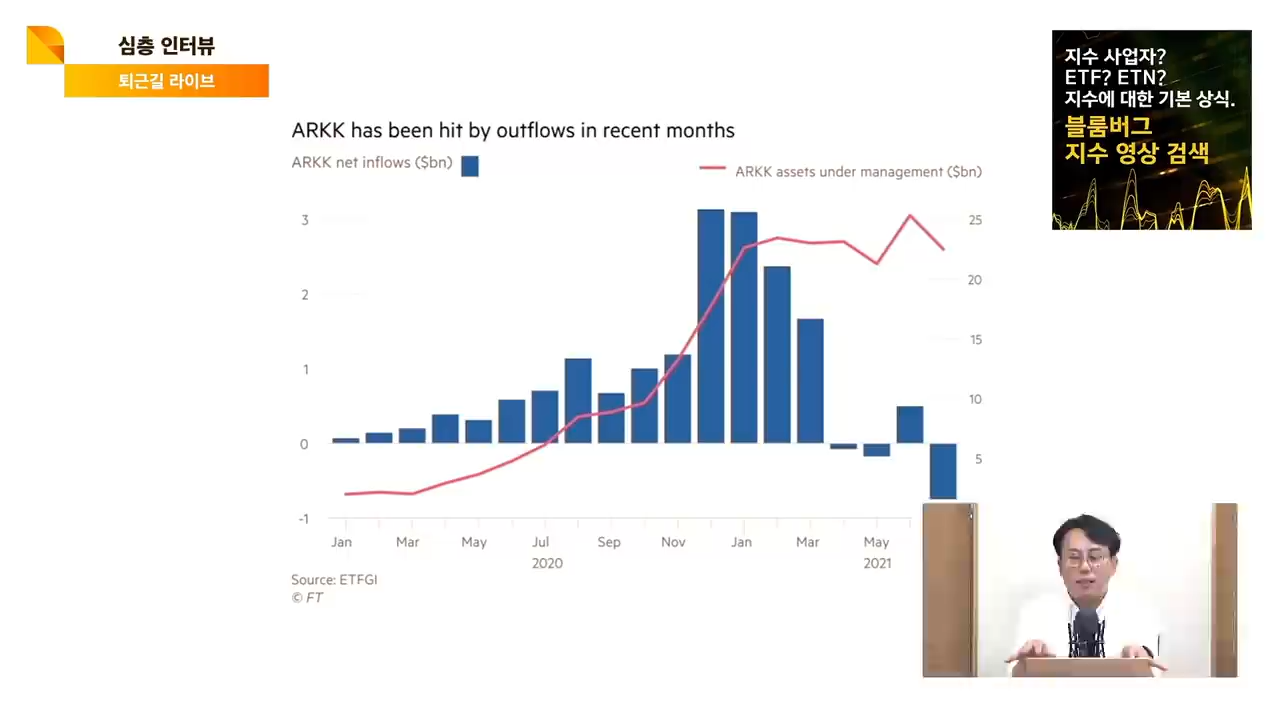 심층 인터뷰
퇴근길 라이브
지수 사업자?
ETF? ETN?
지수에 대한 기본 상식.
블룸버그
지수 영상 검색
ARKK has been hit by outflows in recent months
ARKK net inflows ($bn)
ARKK assets under management ($bn)
3
2
1
0
-1
25
20
15
10
5
Jan Mar May Jul Sep Nov Jan Mar May
2020 2021
Source: ETFGI
© FT